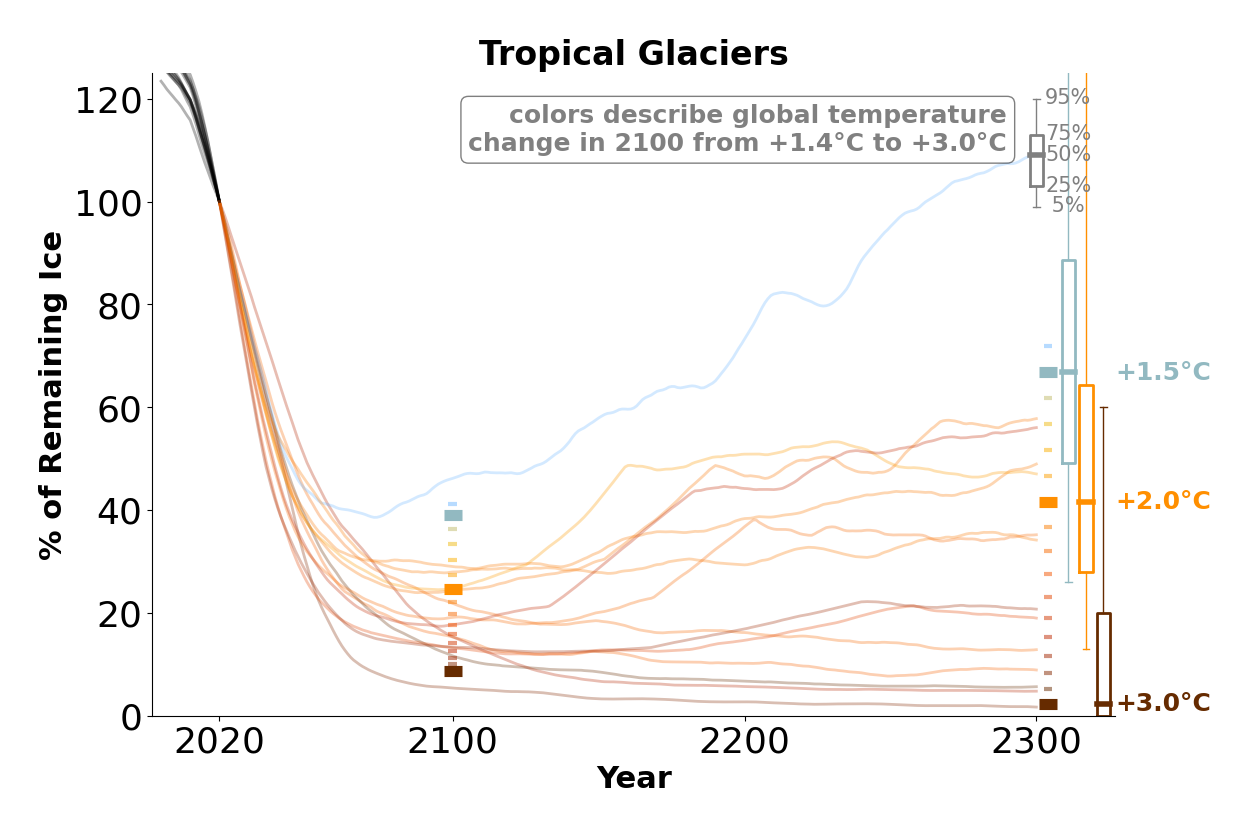 Tropical Glaciers
colors describe global temperature
change in 2100 from +1.4°C to +3.0°C
95%
75%
50%
25%
5%
120
100
80
60
40
20
0
% of Remaining Ice
+1.5°C
+2.0°C
+3.0°C
2020
2100
2200
2300
Year